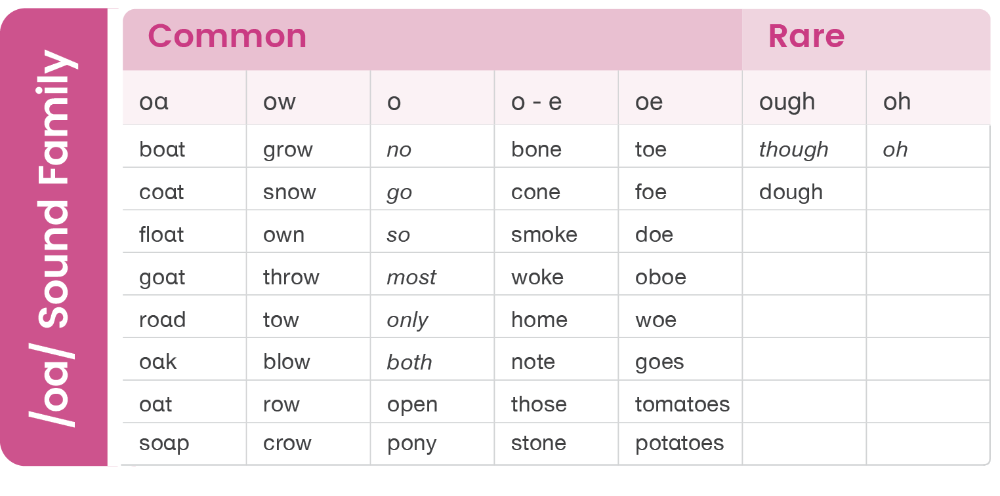 /oa/ Sound Family
Common Rare
oa ow o o - e oe ough oh
boat grow no bone toe though oh
coat snow go cone foe dough
float own so smoke doe
goat throw most woke oboe
road tow only home woe
oak blow both note goes
oat row open those tomatoes
soap crow pony stone potatoes